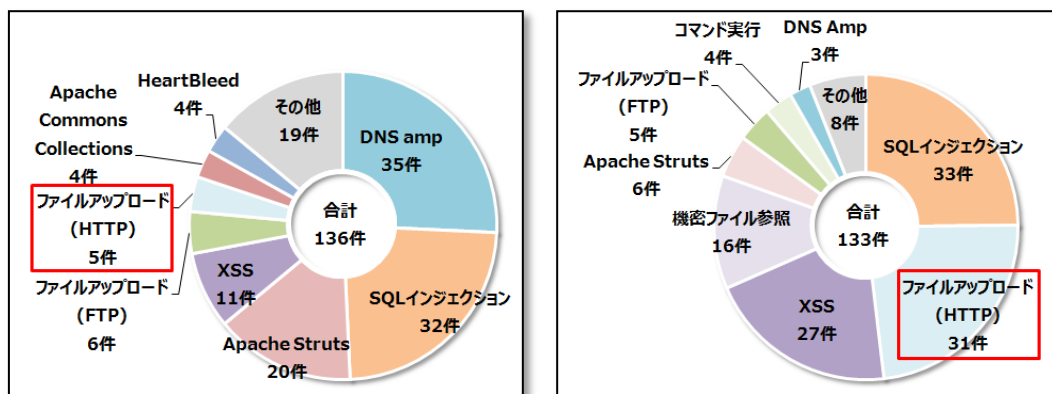 HeartBleed
4件
Apache
Commons
Collections
4件
ファイルアップロード
(HTTP)
5件
ファイルアップロード
(FTP)
6件
その他
19件
DNS amp
35件
合計
136件
XSS
11件
SQLインジェクション
32件
Apache Struts
20件
コマンド実行
4件
DNS Amp
3件
ファイルアップロード
(FTP)
5件
Apache Struts
6件
その他
8件
SQLインジェクション
33件
機密ファイル参照
16件
合計
133件
ファイルアップロード
(HTTP)
31件
XSS
27件